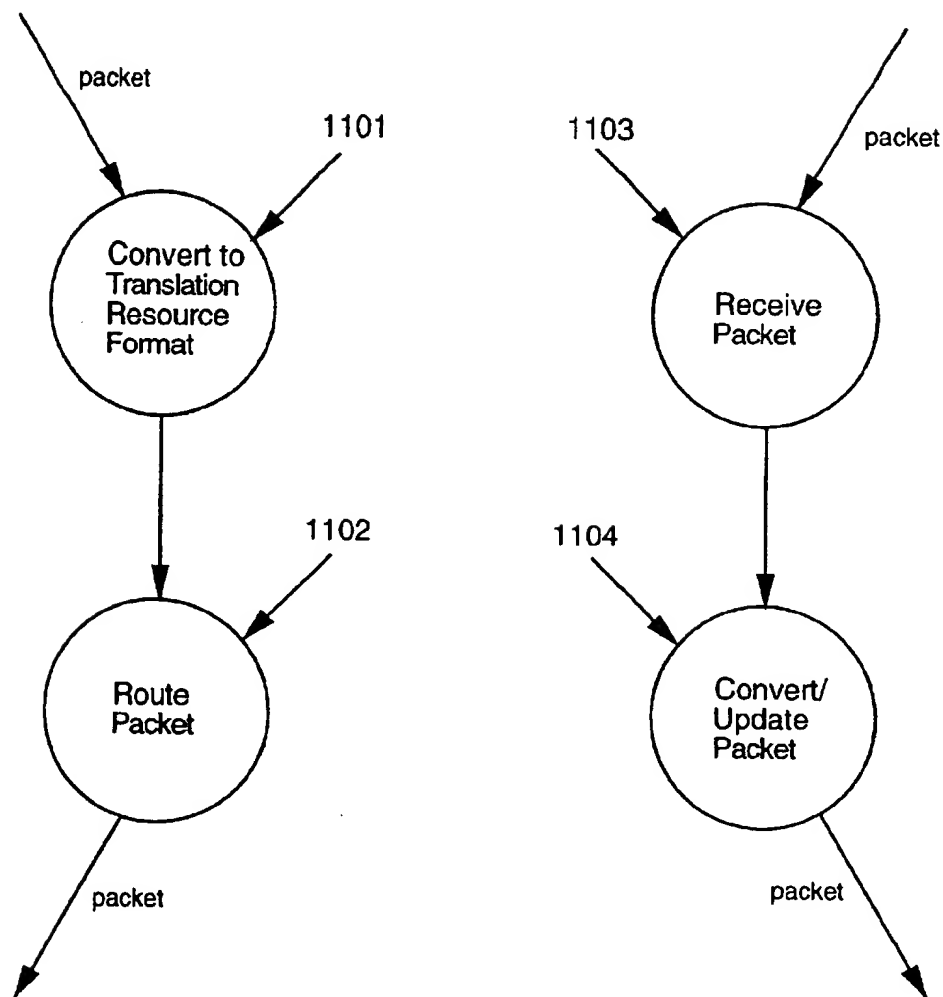 packet
1101
Convert to
Translation
Resource
Format
1102
Route
Packet
packet
packet
1103
Receive
Packet
1104
Convert/
Update
Packet
packet